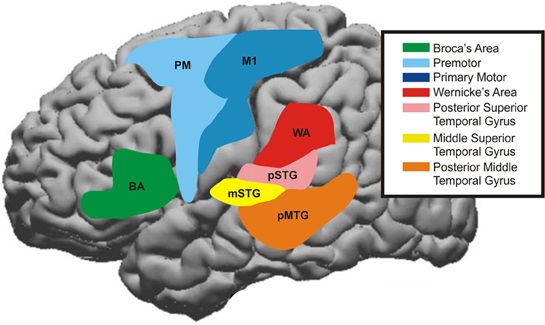 PM
M1
WA
pSTG
mSTG
BA
pMTG
Broca's Area
Premotor
Primary Motor
Wernicke's Area
Posterior Superior
Temporal Gyrus
Middle Superior
Temporal Gyrus
Posterior Middle
Temporal Gyrus